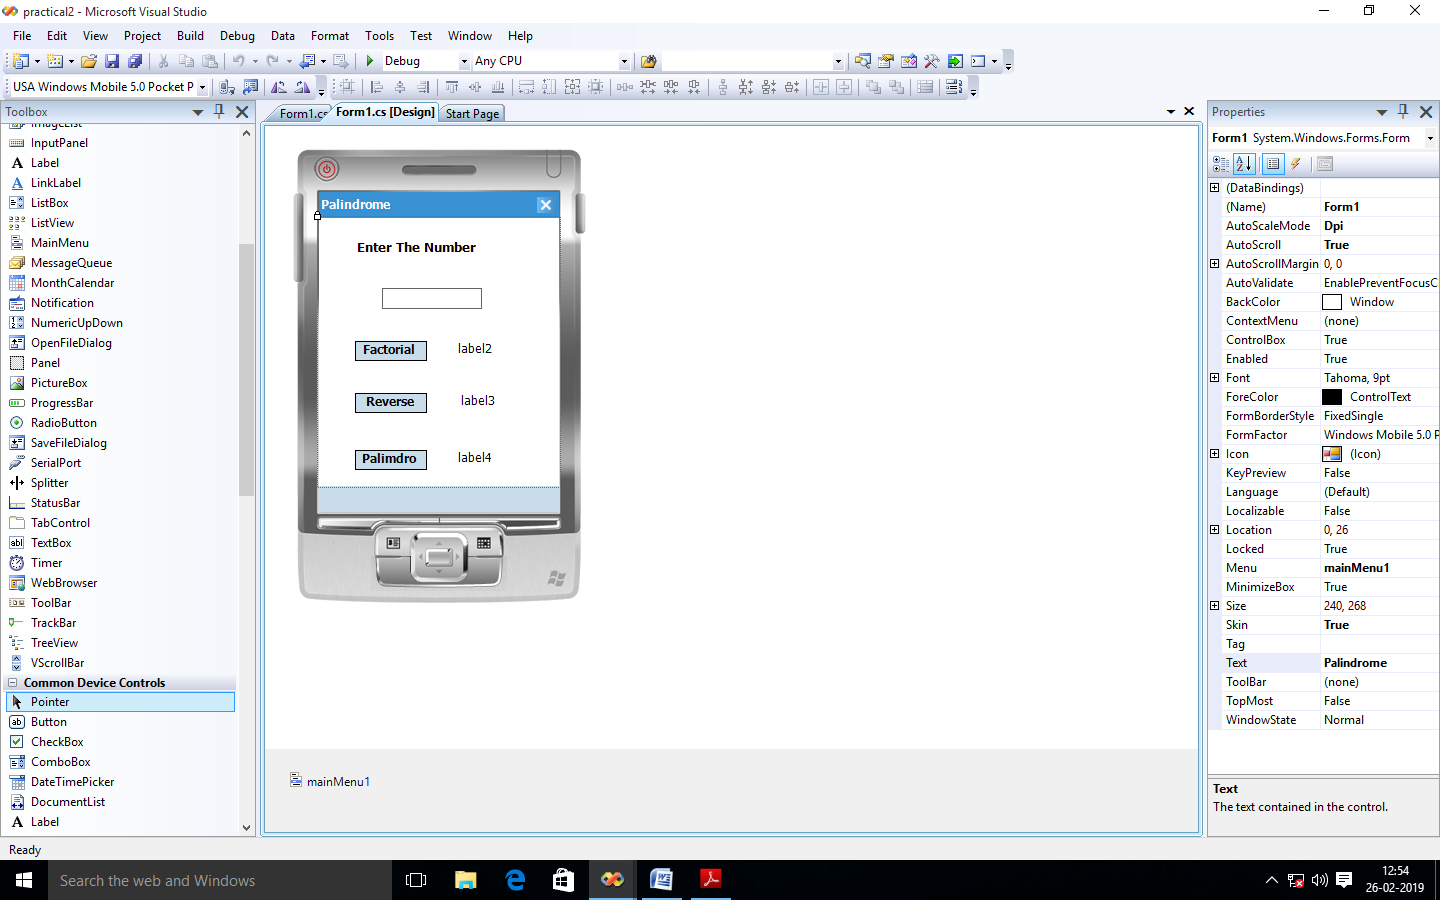 practical2 - Microsoft Visual Studio
File Edit View Project Build Debug Data Format Tools Test Window Help
Debug Any CPU
USA Windows Mobile 5.0 Pocket P
Toolbox
ImageList
InputPanel
Label
LinkLabel
ListBox
ListView
MainMenu
MessageQueue
MonthCalendar
Notification
NumericUpDown
OpenFileDialog
Panel
PictureBox
ProgressBar
RadioButton
SaveFileDialog
SerialPort
Splitter
StatusBar
TabControl
TextBox
Timer
WebBrowser
ToolBar
TrackBar
TreeView
VScrollBar
Common Device Controls
Pointer
Button
CheckBox
ComboBox
DateTimePicker
DocumentList
Label
Form1.cs Form1.cs [Design] Start Page
Palindrome
Enter The Number
Factorial label2
Reverse label3
Palimdro label4
mainMenu1
Properties
Form1 System.Windows.Forms.Form
(DataBindings)
(Name) Form1
AutoScaleMode Dpi
AutoScroll True
AutoScrollMargin 0, 0
AutoValidate EnablePreventFocusC
BackColor Window
ContextMenu (none)
ControlBox True
Enabled True
Font Tahoma, 9pt
ForeColor ControlText
FormBorderStyle FixedSingle
FormFactor Windows Mobile 5.0 P
Icon (Icon)
KeyPreview False
Language (Default)
Localizable False
Location 0, 26
Locked True
Menu mainMenu1
MinimizeBox True
Size 240, 268
Skin True
Tag
Text Palindrome
ToolBar (none)
TopMost False
WindowState Normal
Text
The text contained in the control.
Ready
Search the web and Windows
12:54
26-02-2019